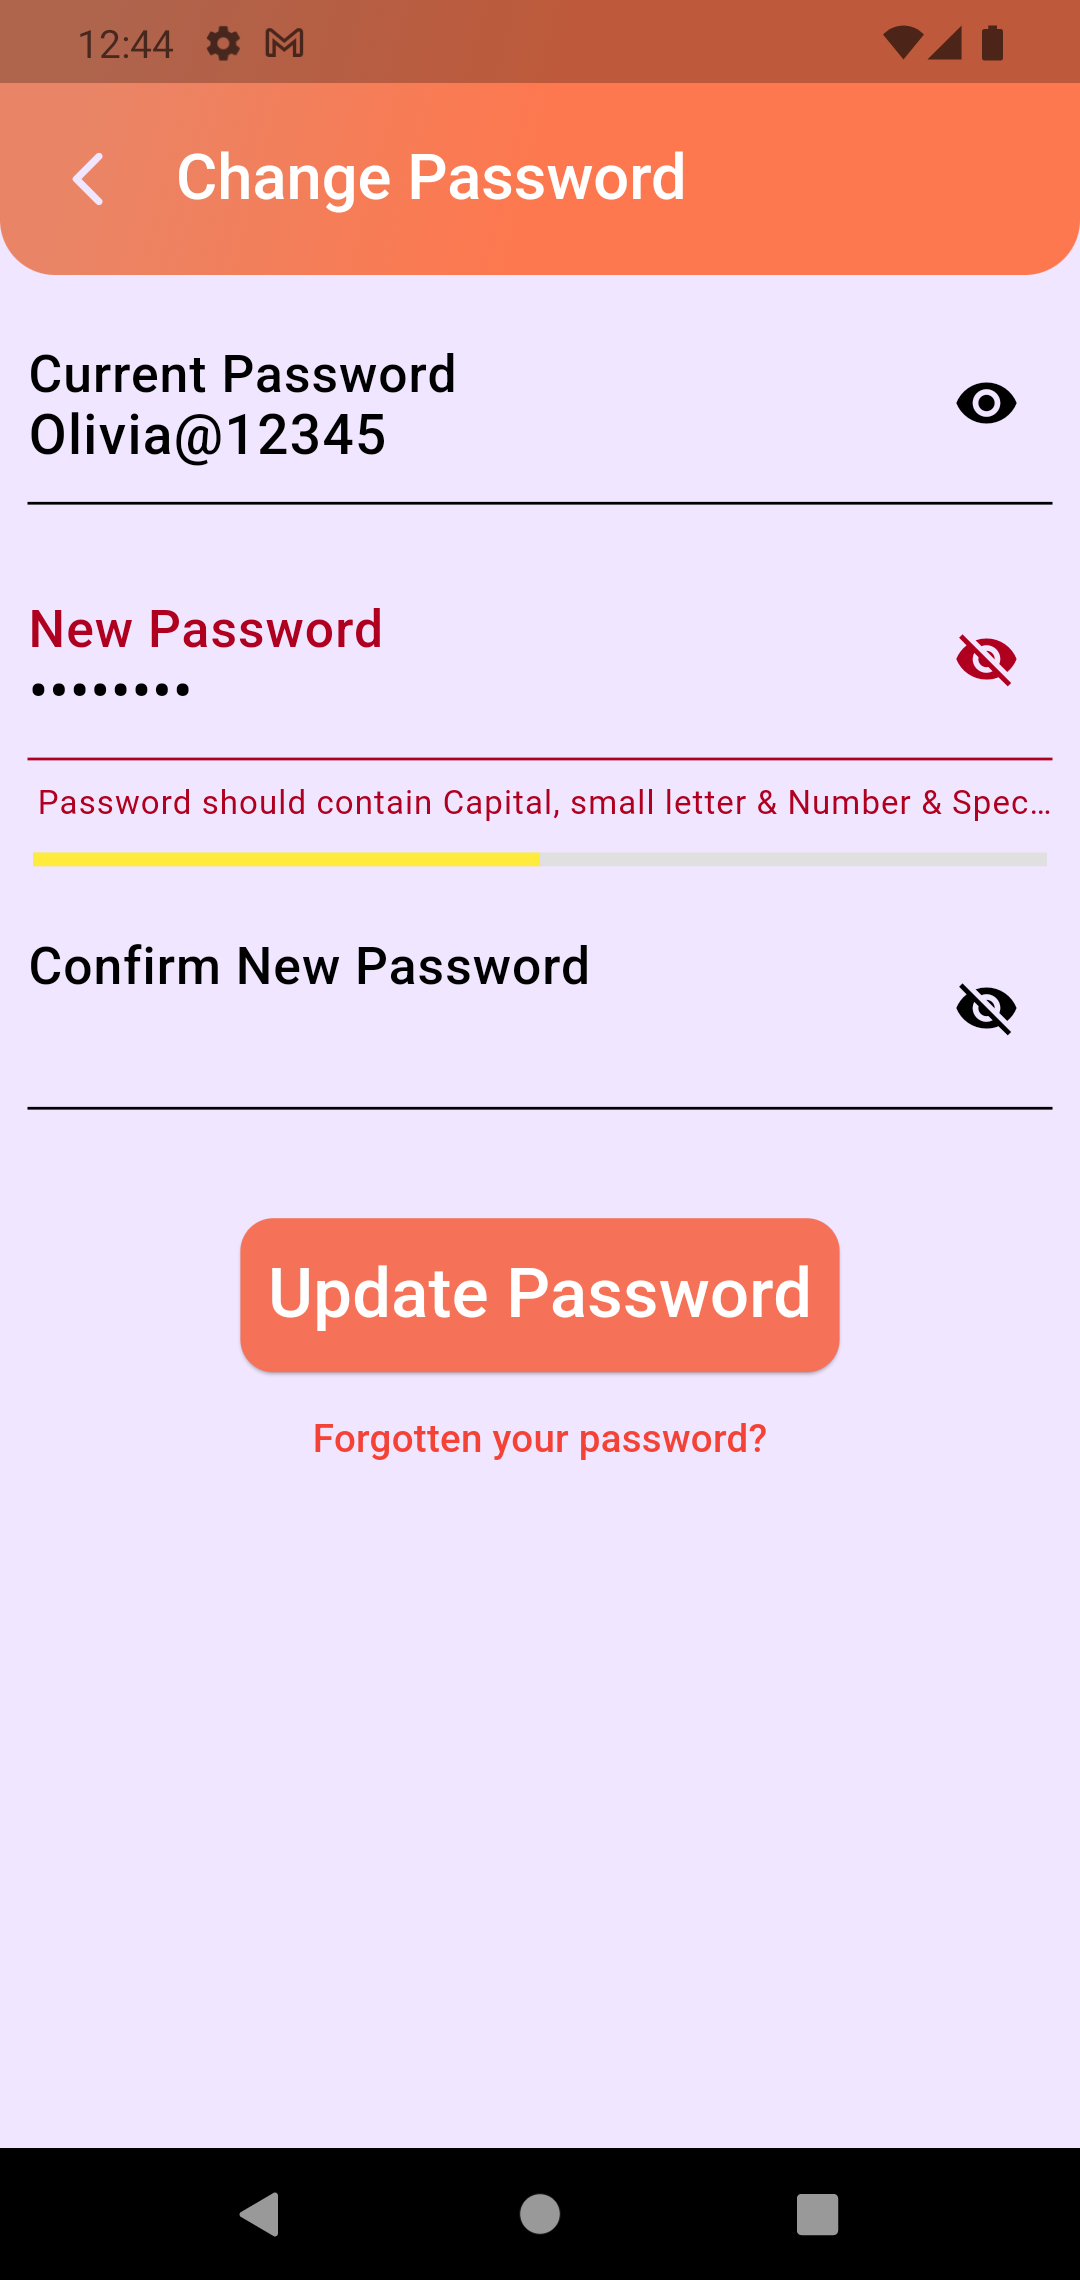 12:44
Change Password
Current Password
Olivia@12345
New Password
••••••••
Password should contain Capital, small letter & Number & Spec...
Confirm New Password
Update Password
Forgotten your password?